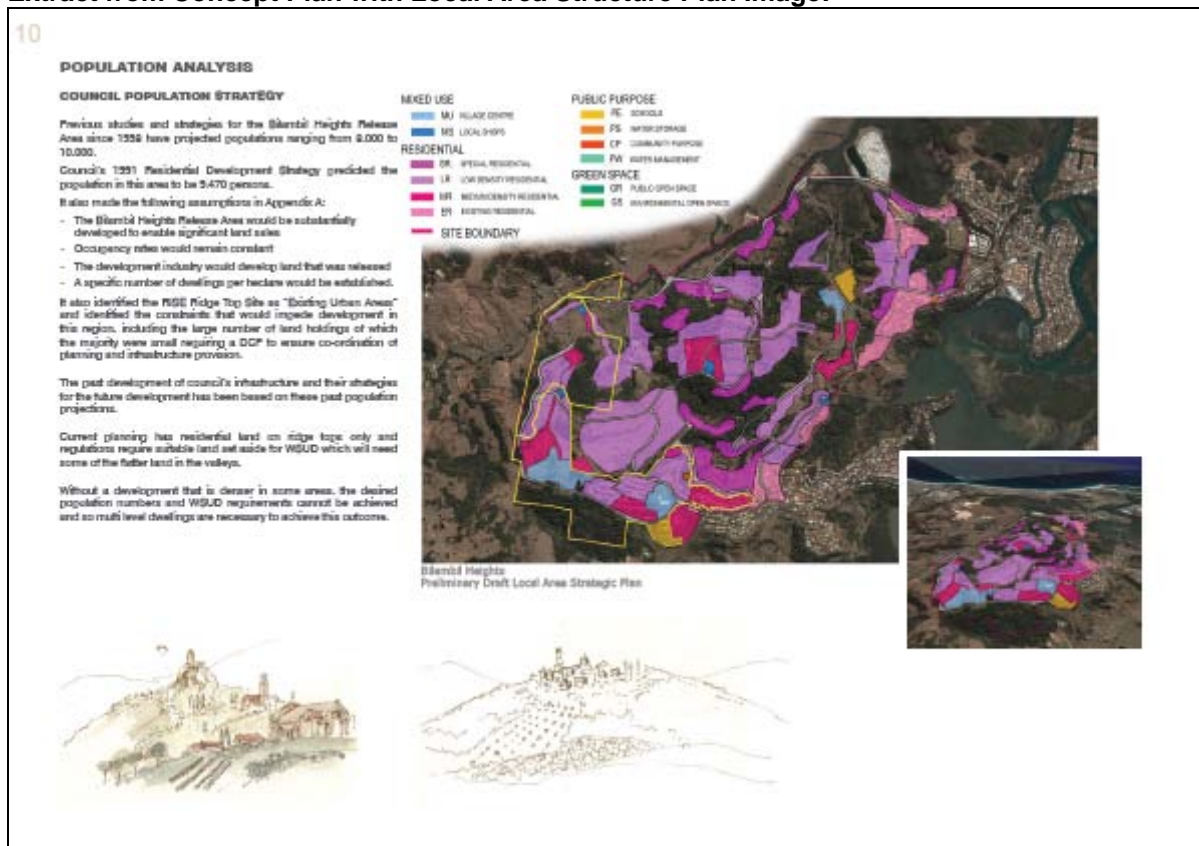 Extract from Concept Plan with Local Area Structure Plan Image:
10
POPULATION ANALYSIS
COUNCIL POPULATION STRATEGY
Previous studies and strategies for the Bilambil Heights Release
Area since 1998 have projected populations ranging from 8,000 to
10,000.
Council's 1991 Residential Development Strategy predicted the
population in this area to be 9,470 persons.
It also made the following assumptions in Appendix A:
- The Bilambil Heights Release Area would be substantially
developed to enable significant land sales
- Occupancy rates would remain constant
- The development industry would develop land that was released
- A specific number of dwellings per hectare would be established.
It also identified the RISE Ridge Top Site as "Existing Urban Areas"
and identified the constraints that would impede development in
this region, including the large number of land holdings of which
the majority were small requiring a DCP to ensure co-ordination of
planning and infrastructure provision.
The past development of council's infrastructure and their strategies
for the future development has been based on these past population
projections.
Current planning has residential land on ridge tops only and
regulations require suitable land set aside for WSUD which will need
some of the flatter land in the valleys.
Without a development that is denser in some areas, the desired
population numbers and WSUD requirements cannot be achieved
and so multi level dwellings are necessary to achieve this outcome.
MIXED USE
MU VILLAGE CENTRE
MS LOCAL SHOPS
RESIDENTIAL
SR SPECIAL RESIDENTIAL
LR LOW DENSITY RESIDENTIAL
MR MEDIUM DENSITY RESIDENTIAL
ER EXISTING RESIDENTIAL
SITE BOUNDARY
PUBLIC PURPOSE
PE SCHOOLS
PS WATER STORAGE
CP COMMUNITY PURPOSE
PW WATER MANAGEMENT
GREEN SPACE
GR PUBLIC OPEN SPACE
GS ENVIRONMENTAL OPEN SPACE
Bilambil Heights
Preliminary Draft Local Area Strategic Plan